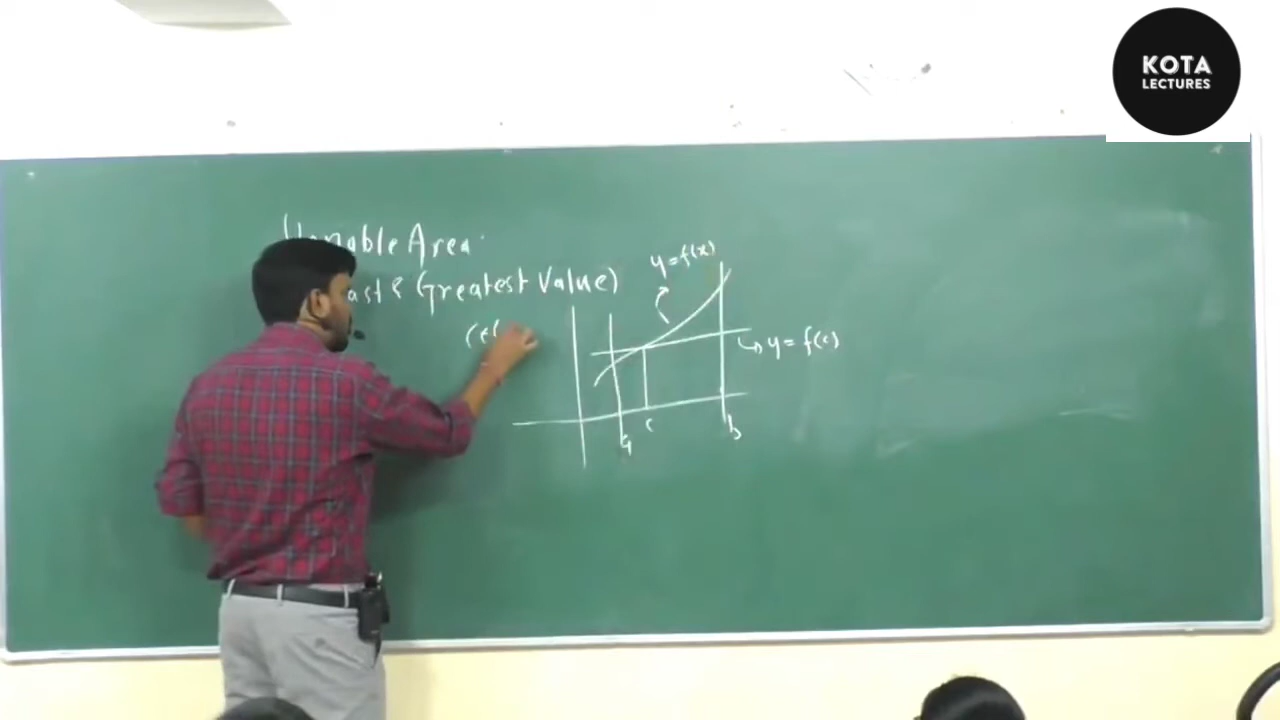 KOTA
LECTURES
Variable Area
& Greatest Value)
y=f(x)
y= f(c)
a
c
b